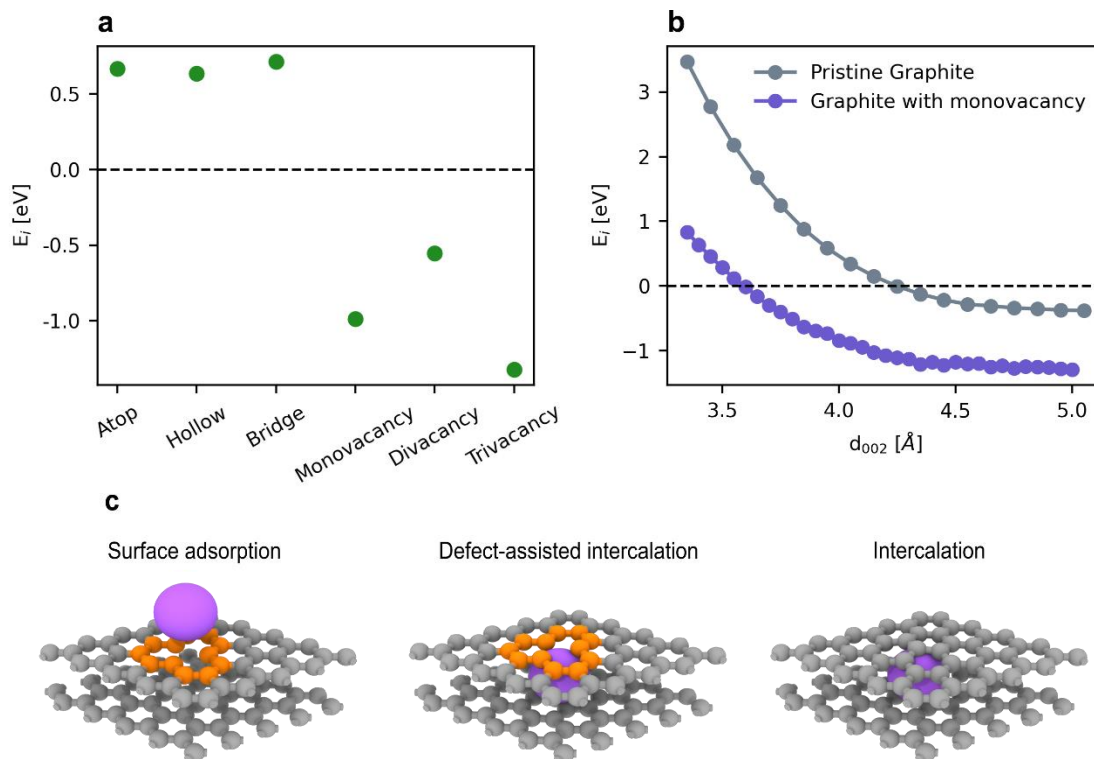 a
0.5
0.0
-0.5
-1.0
E_i [eV]
Atop
Hollow
Bridge
Monovacancy
Divacancy
Trivacancy
b
Pristine Graphite
Graphite with monovacancy
3
2
1
0
−1
E_i [eV]
3.5 4.0 4.5 5.0
d₀₀₂ [Å]
c
Surface adsorption
Defect-assisted intercalation
Intercalation